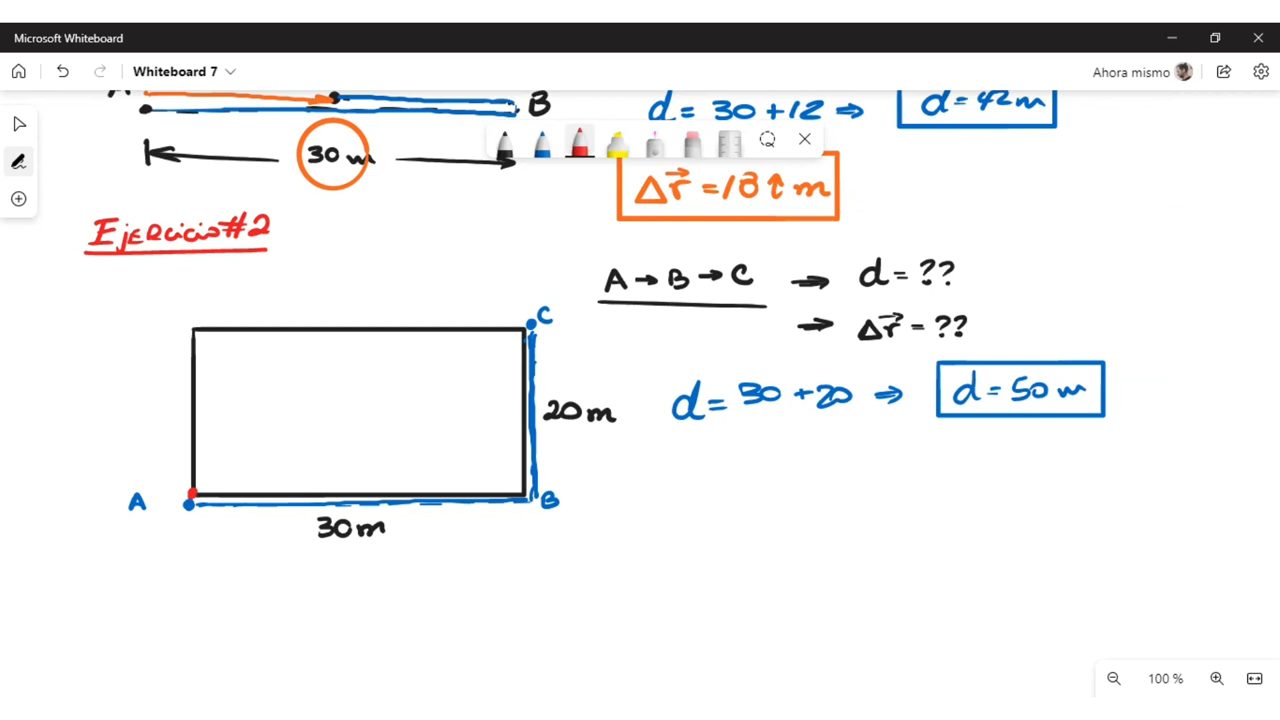 Microsoft Whiteboard
Whiteboard 7
Ahora mismo
B
d = 30 + 12 ⇒ d = 42 m
30 m
Δr⃗ = 18 î m
Ejercicio #2
A → B → C → d = ??
→ Δr⃗ = ??
C
d = 30 + 20 ⇒ d = 50 m
20 m
A
B
30 m
100 %